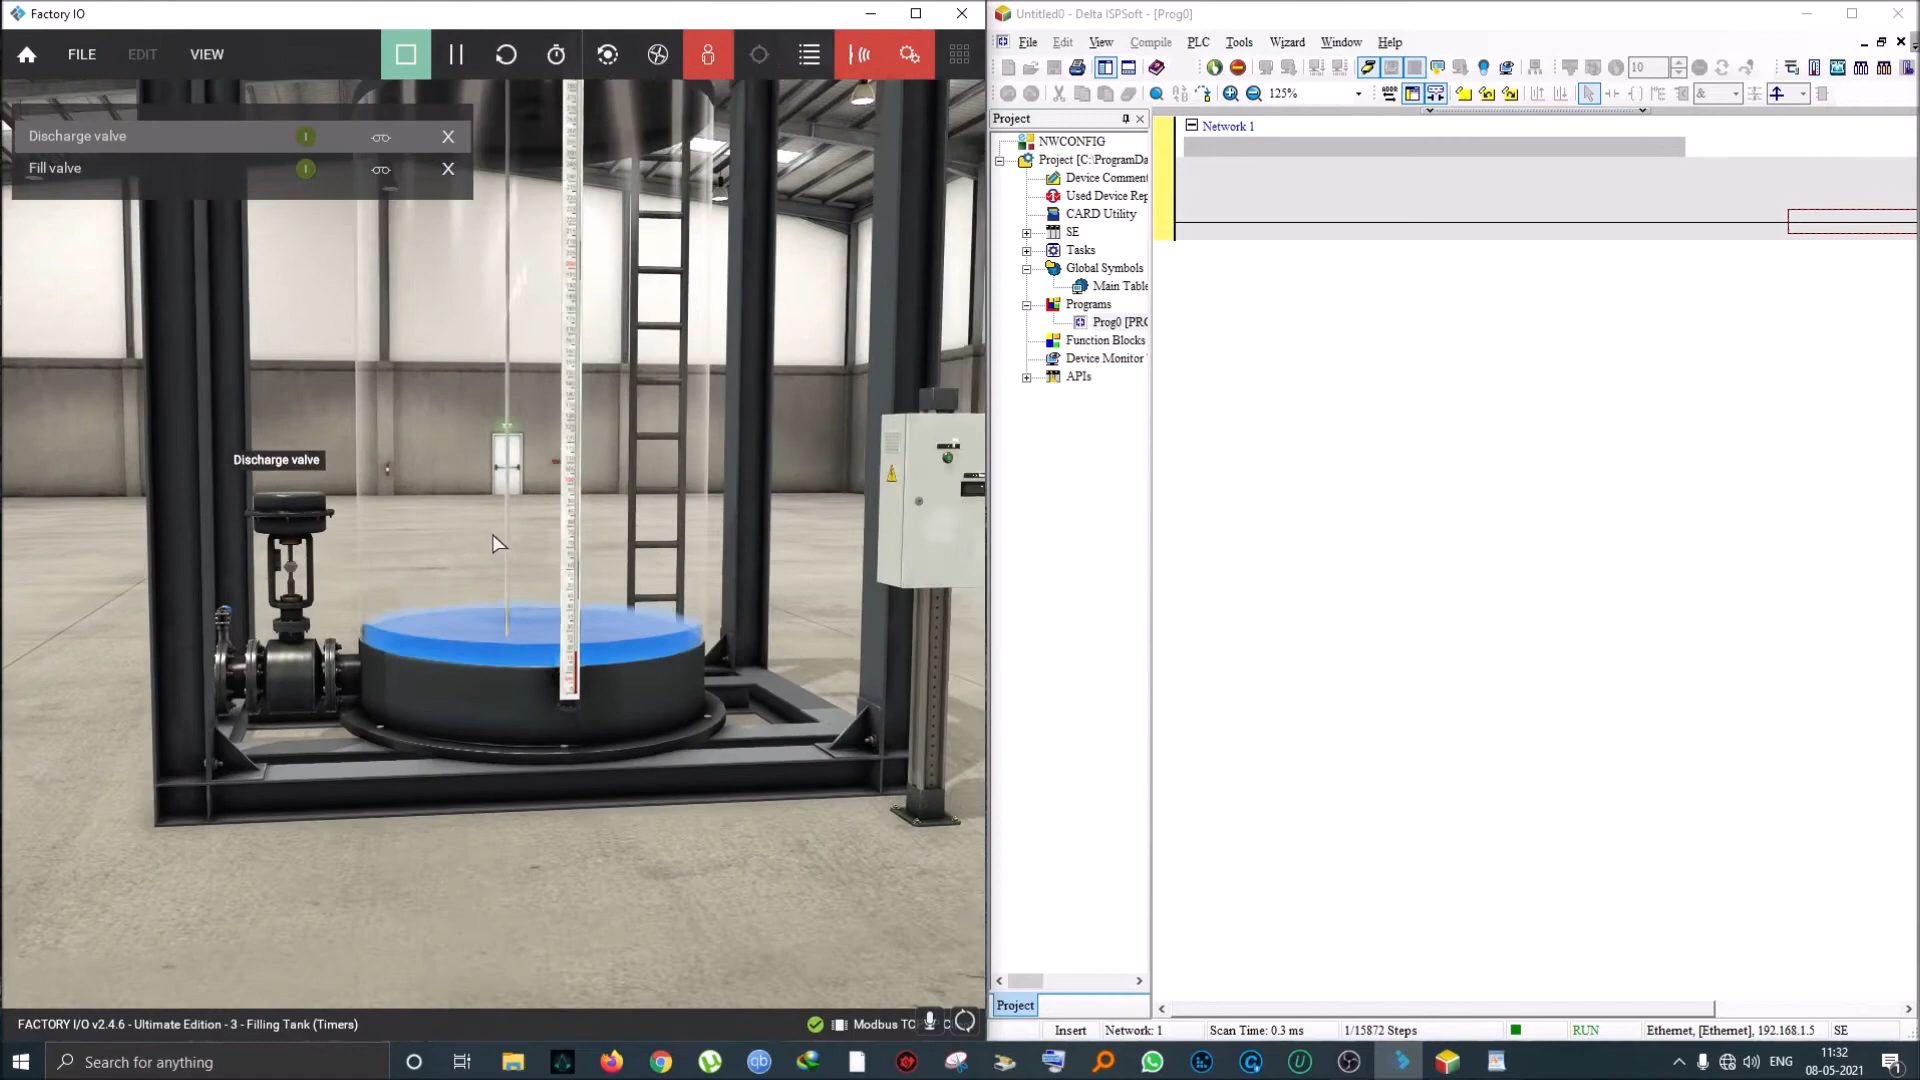 Factory IO
FILE
EDIT
VIEW
Discharge valve
X
Fill valve
X
Discharge valve
FACTORY I/O v2.4.6 - Ultimate Edition - 3 - Filling Tank (Timers)
Modbus TC
Untitled0 - Delta ISPSoft - [Prog0]
File
Edit
View
Compile
PLC
Tools
Wizard
Window
Help
10
125%
Project
NWCONFIG
Project [C:\ProgramDa
Device Comment
Used Device Rep
CARD Utility
SE
Tasks
Global Symbols
Main Table
Programs
Prog0 [PRO
Function Blocks
Device Monitor
APIs
Project
Network 1
Insert
Network: 1
Scan Time: 0.3 ms
1/15872 Steps
RUN
Ethernet, [Ethernet], 192.168.1.5
SE
Search for anything
ENG
11:32
08-05-2021